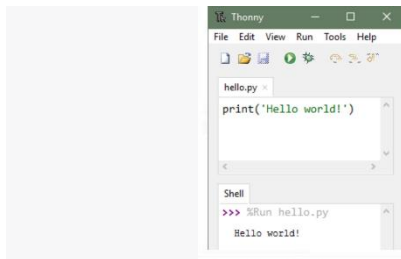 Thonny
File Edit View Run Tools Help
hello.py
print('Hello world!')
Shell
>>> %Run hello.py
Hello world!